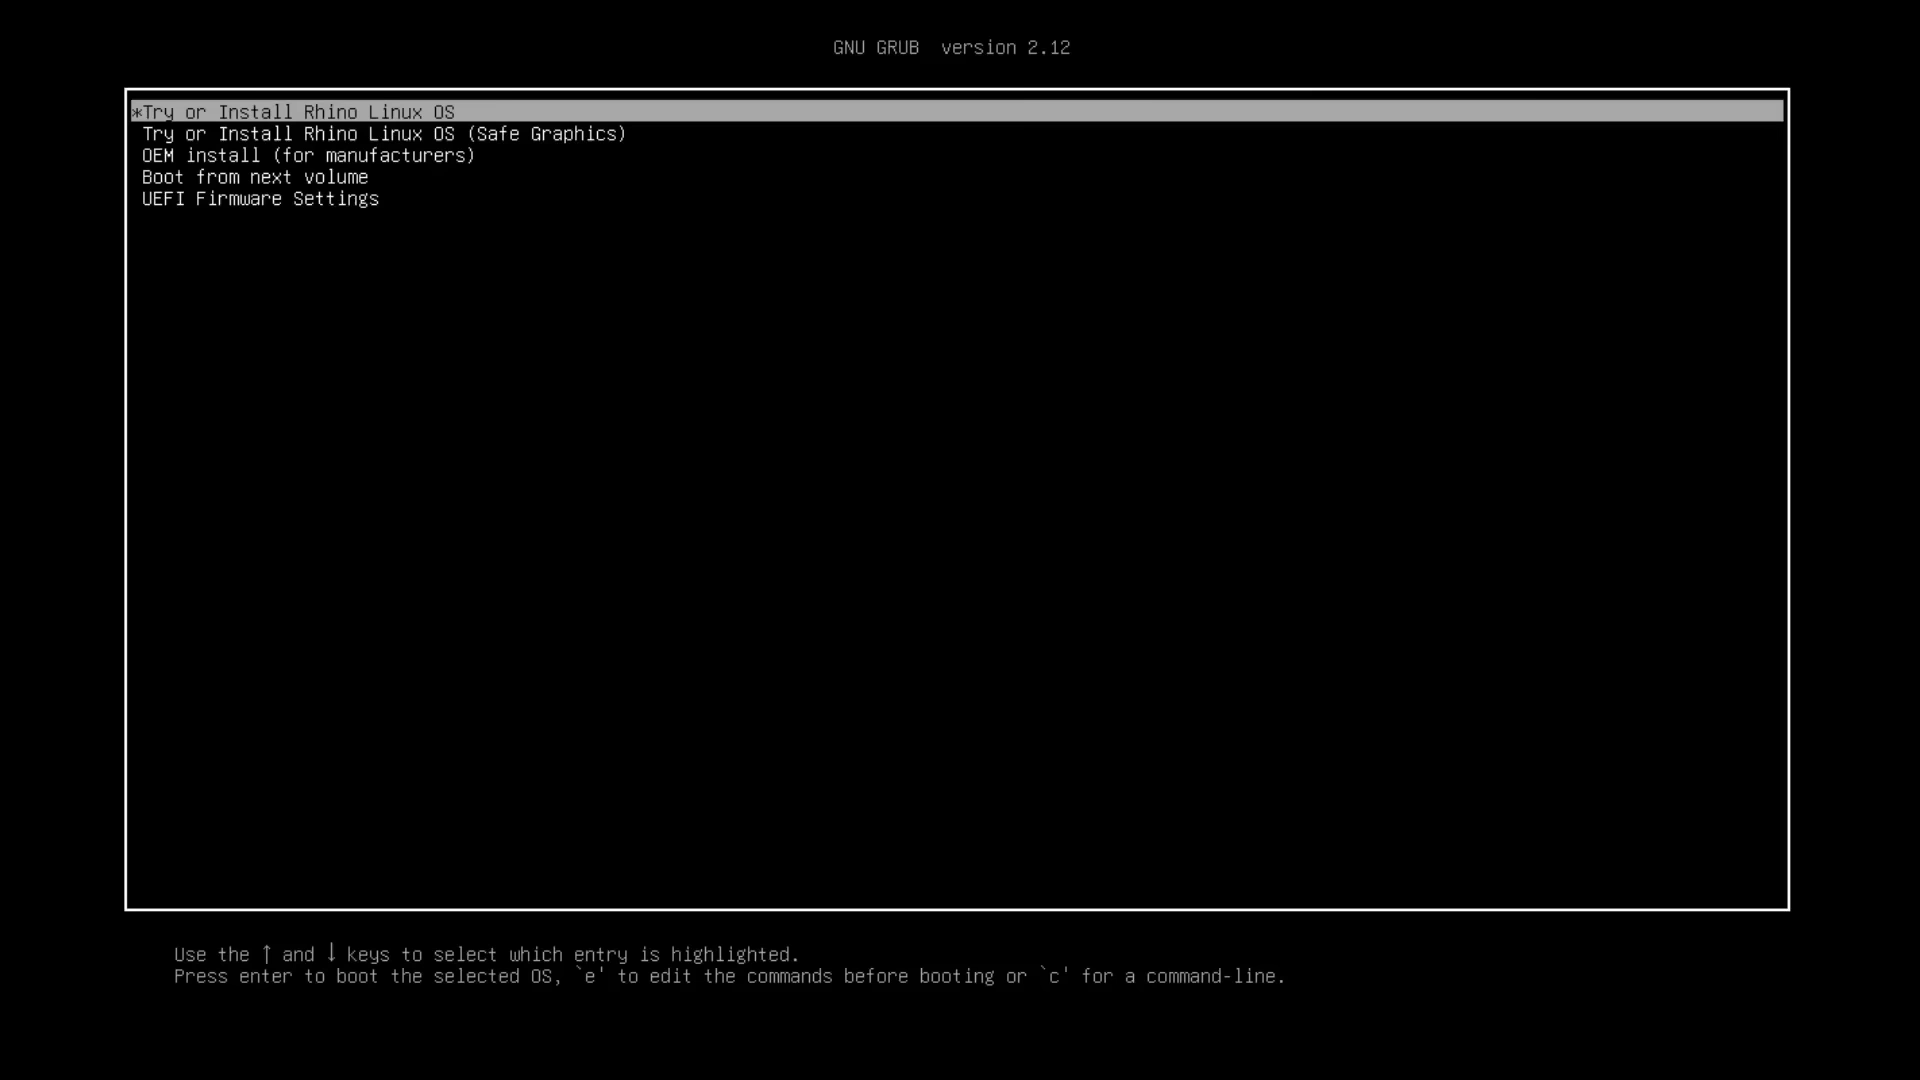 GNU GRUB  version 2.12
*Try or Install Rhino Linux OS
Try or Install Rhino Linux OS (Safe Graphics)
OEM install (for manufacturers)
Boot from next volume
UEFI Firmware Settings
Use the ↑ and ↓ keys to select which entry is highlighted.
Press enter to boot the selected OS, `e' to edit the commands before booting or `c' for a command-line.